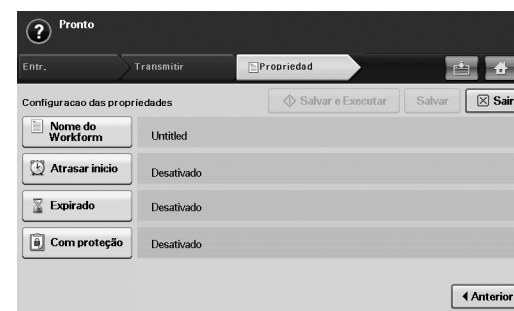 Pronto
Entr. Transmitir Propriedad
Configuracao das propriedades Salvar e Executar Salvar Sair
Nome do
Workform Untitled
Atrasar inicio Desativado
Expirado Desativado
Com proteção Desativado
Anterior